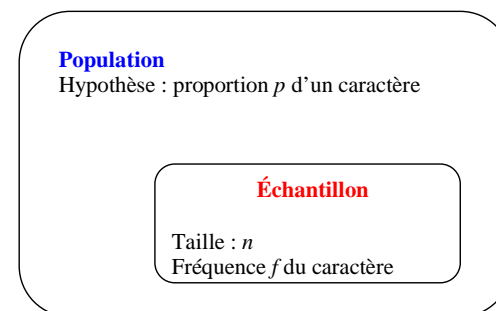 Population
Hypothèse : proportion p d'un caractère
Échantillon
Taille : n
Fréquence f du caractère